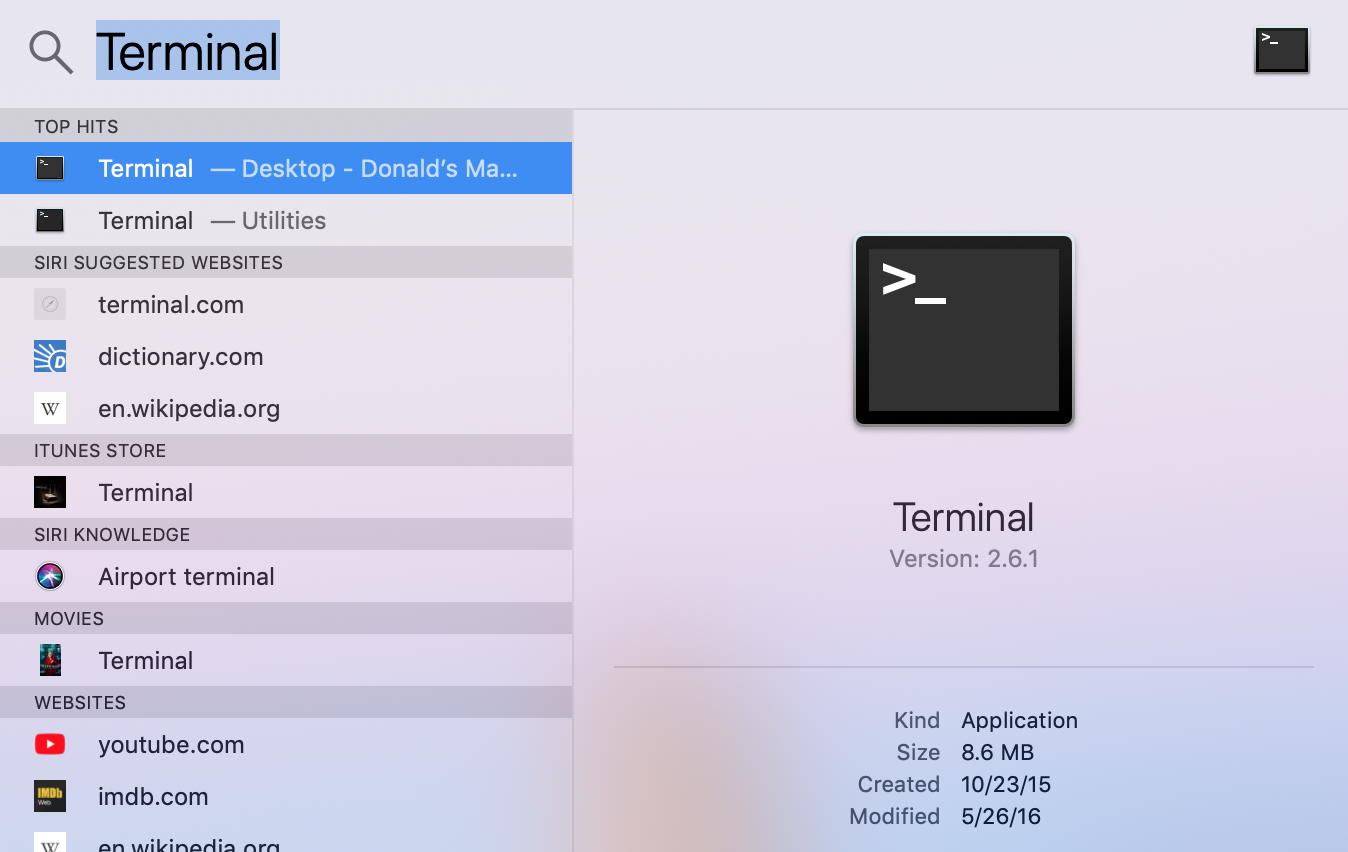 Terminal
TOP HITS
Terminal — Desktop - Donald’s Ma...
Terminal — Utilities
SIRI SUGGESTED WEBSITES
terminal.com
dictionary.com
en.wikipedia.org
ITUNES STORE
Terminal
SIRI KNOWLEDGE
Airport terminal
MOVIES
Terminal
WEBSITES
youtube.com
imdb.com
en.wikipedia.org
>_
Terminal
Version: 2.6.1
Kind Application
Size 8.6 MB
Created 10/23/15
Modified 5/26/16